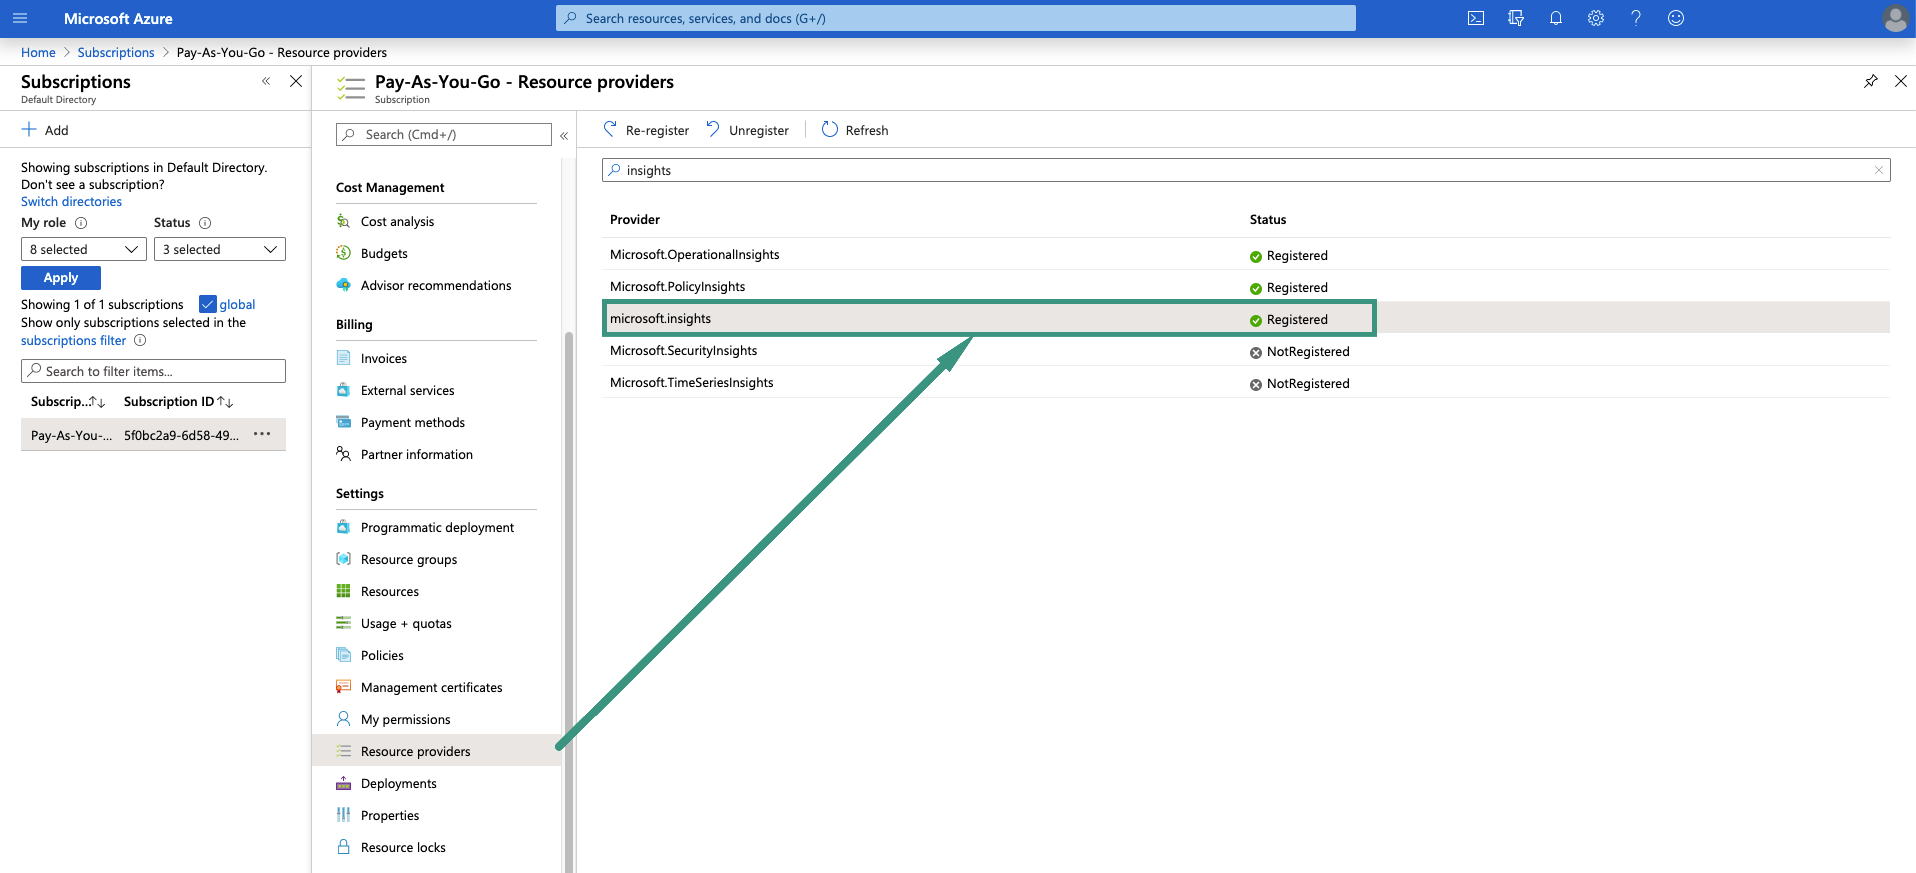 Microsoft Azure
Search resources, services, and docs (G+/)
Home > Subscriptions > Pay-As-You-Go - Resource providers
Subscriptions
Default Directory
Add
Showing subscriptions in Default Directory.
Don't see a subscription?
Switch directories
My role Status
8 selected 3 selected
Apply
Showing 1 of 1 subscriptions global
Show only subscriptions selected in the
subscriptions filter
Search to filter items...
Subscrip...↑↓ Subscription ID↑↓
Pay-As-You-... 5f0bc2a9-6d58-49... ...
Pay-As-You-Go - Resource providers
Subscription
Search (Cmd+/)
Cost Management
Cost analysis
Budgets
Advisor recommendations
Billing
Invoices
External services
Payment methods
Partner information
Settings
Programmatic deployment
Resource groups
Resources
Usage + quotas
Policies
Management certificates
My permissions
Resource providers
Deployments
Properties
Resource locks
Re-register Unregister Refresh
insights
Provider Status
Microsoft.OperationalInsights Registered
Microsoft.PolicyInsights Registered
microsoft.insights Registered
Microsoft.SecurityInsights NotRegistered
Microsoft.TimeSeriesInsights NotRegistered